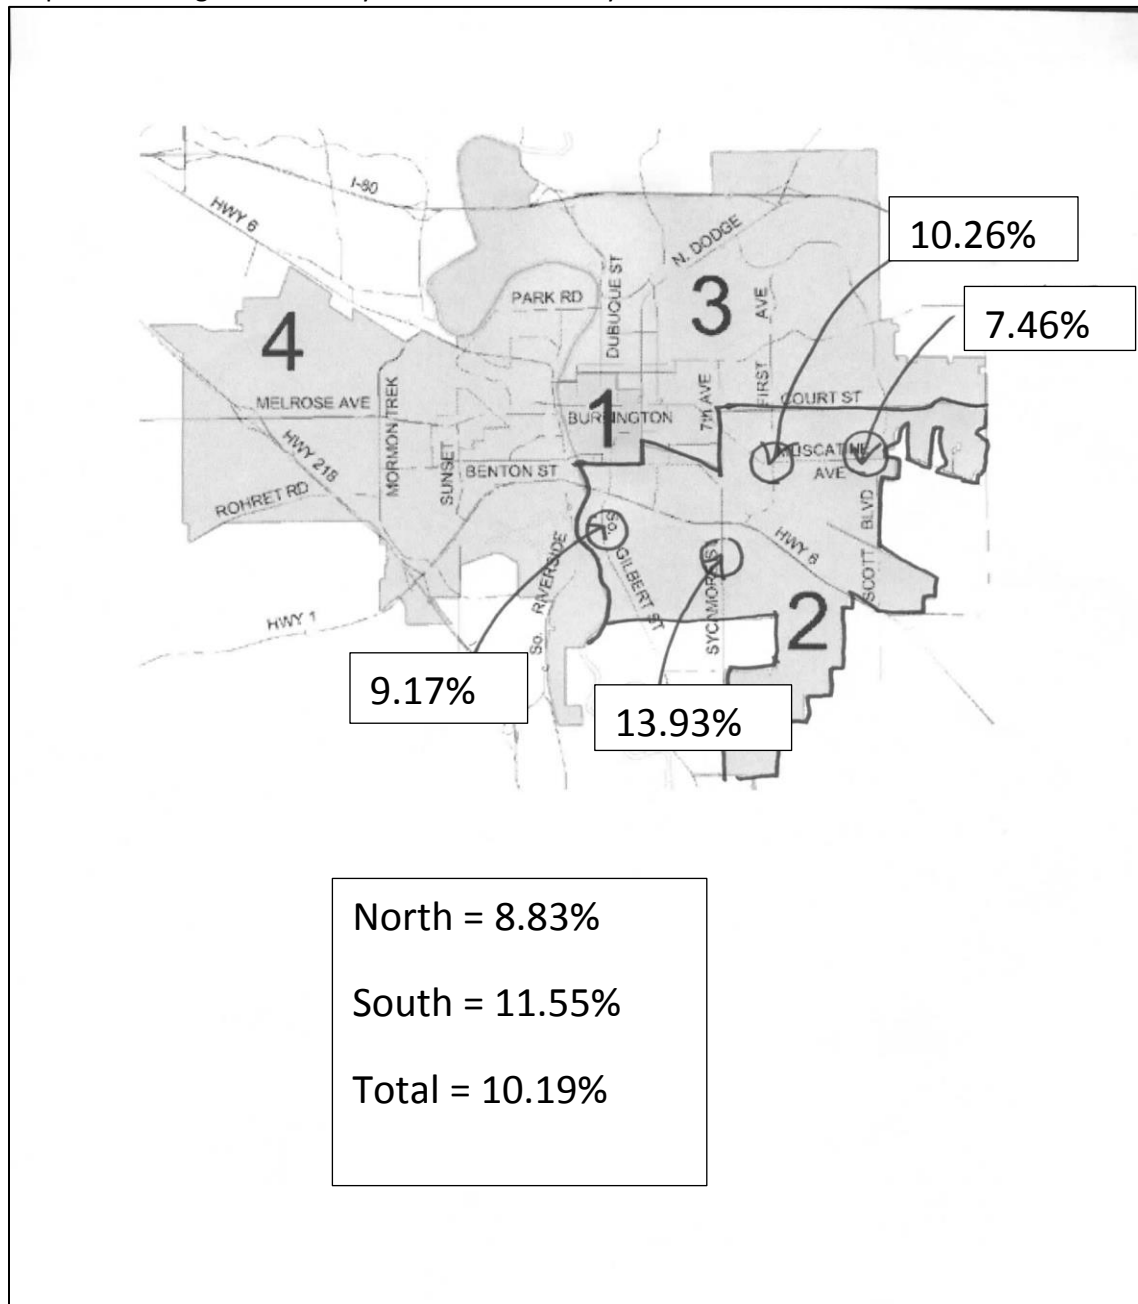 I-80
HWY 6
N. DODGE
10.26%
DUBUQUE ST
PARK RD
3
AVE
FIRST
7.46%
4
MELROSE AVE
MORMON TREK
1
BURLINGTON
7th AVE
COURT ST
MUSCATINE
AVE
HWY 218
SUNSET
BENTON ST
ROHRET RD
BLVD
SCOTT
So.
GILBERT ST
RIVERSIDE
So.
HWY 6
SYCAMORE ST
2
HWY 1
9.17%
13.93%
North = 8.83%
South = 11.55%
Total = 10.19%